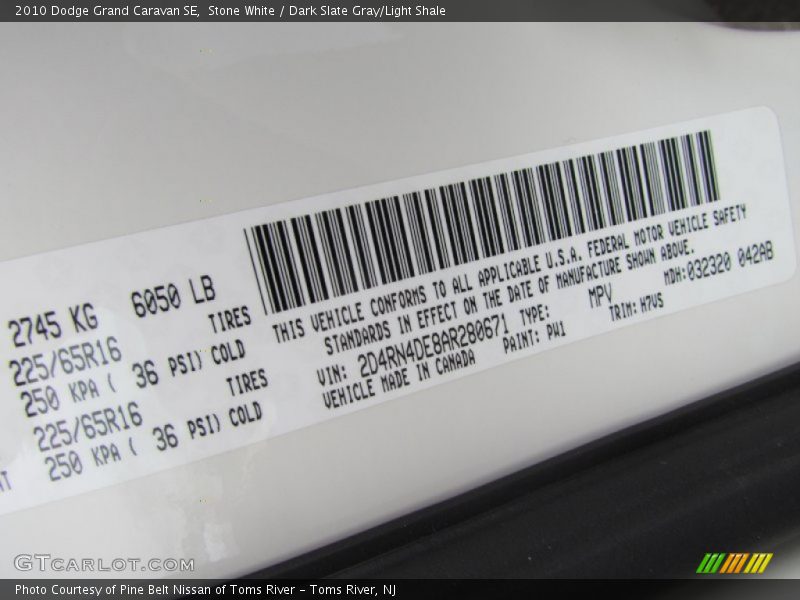 2010 Dodge Grand Caravan SE, Stone White / Dark Slate Gray/Light Shale
2745 KG 6050 LB
TIRES
225/65R16
250 KPA ( 36 PSI) COLD
TIRES
225/65R16
250 KPA ( 36 PSI) COLD
THIS VEHICLE CONFORMS TO ALL APPLICABLE U.S.A. FEDERAL MOTOR VEHICLE SAFETY
STANDARDS IN EFFECT ON THE DATE OF MANUFACTURE SHOWN ABOVE.
VIN: 2D4RN4DE8AR280671 TYPE: MPV MDH:032320 042AB
VEHICLE MADE IN CANADA PAINT: PW1 TRIM: H7VS
GTCARLOT.COM
Photo Courtesy of Pine Belt Nissan of Toms River – Toms River, NJ